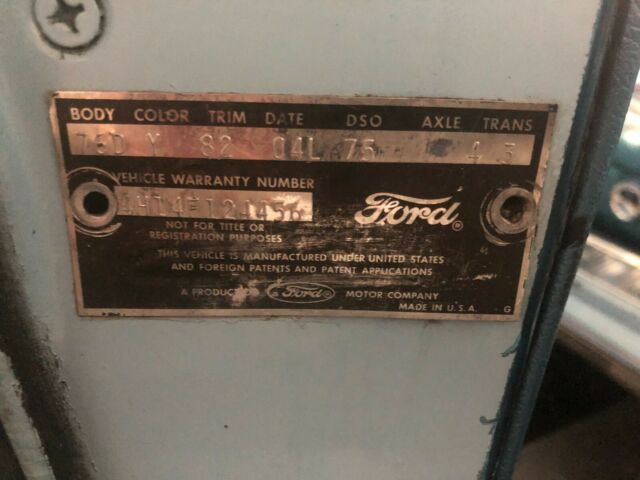 BODY COLOR TRIM DATE DSO AXLE TRANS
76D Y 82 04L 75 4 3
VEHICLE WARRANTY NUMBER
Ford
NOT FOR TITLE OR
REGISTRATION PURPOSES
THIS VEHICLE IS MANUFACTURED UNDER UNITED STATES
AND FOREIGN PATENTS AND PATENT APPLICATIONS
A PRODUCT Ford MOTOR COMPANY
MADE IN U.S.A. G